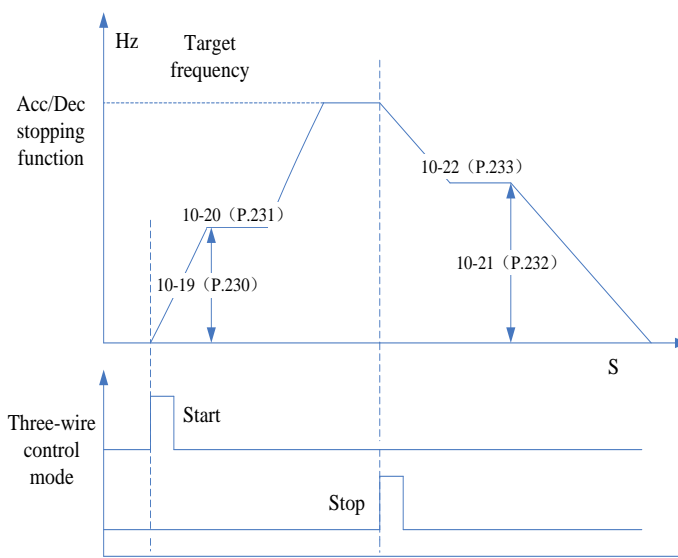 Hz
Target
frequency
Acc/Dec
stopping
function
10-22（P.233）
10-20（P.231）
10-21（P.232）
10-19（P.230）
S
Three-wire
control
mode
Start
Stop